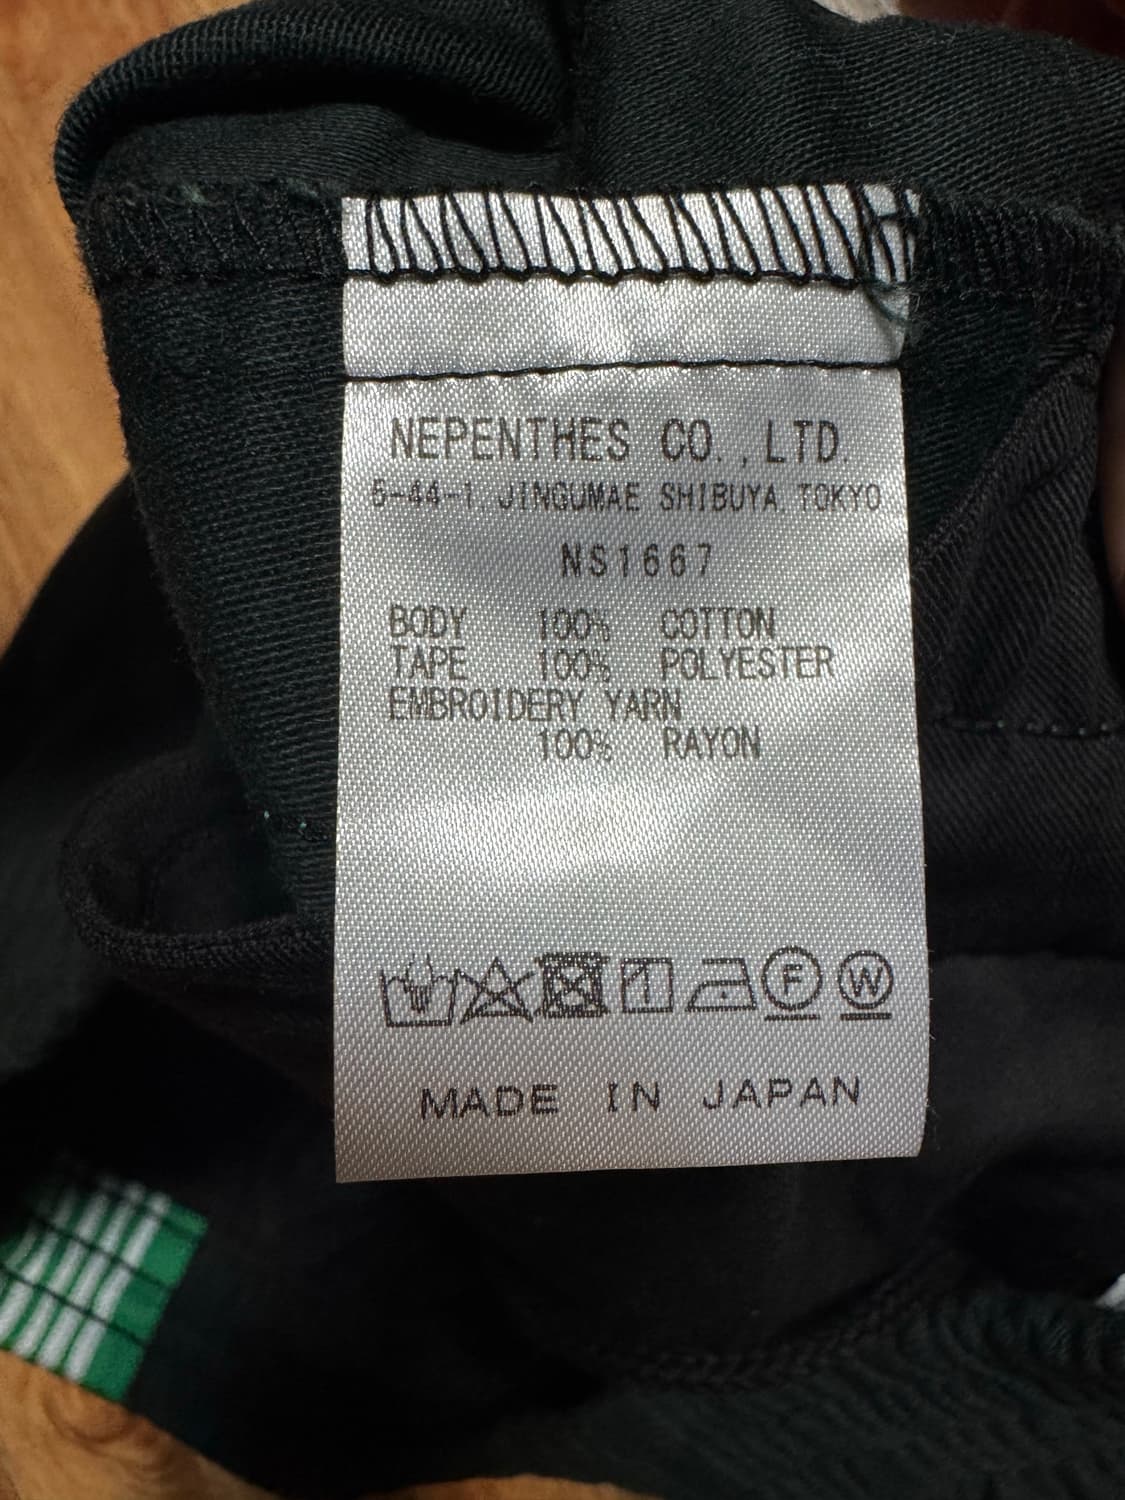 NEPENTHES CO.,LTD.
5-44-1 JINGUMAE SHIBUYA TOKYO
NS1667
BODY 100% COTTON
TAPE 100% POLYESTER
EMBROIDERY YARN
100% RAYON
F W
MADE IN JAPAN